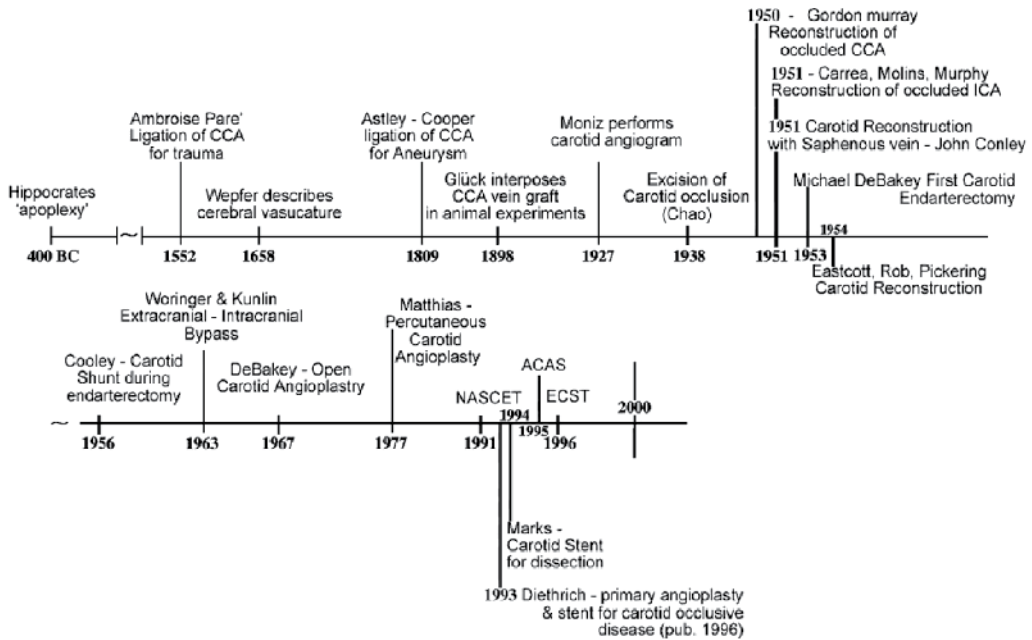 1950 - Gordon murray
Reconstruction of
occluded CCA
1951 - Carrea, Molins, Murphy
Reconstruction of occluded ICA
1951 Carotid Reconstruction
with Saphenous vein - John Conley
Michael DeBakey First Carotid
Endarterectomy
Ambroise Pare'
Ligation of CCA
for trauma
Astley - Cooper
ligation of CCA
for Aneurysm
Moniz performs
carotid angiogram
Hippocrates
'apoplexy'
Wepfer describes
cerebral vasucature
Glück interposes
CCA vein graft
in animal experiments
Excision of
Carotid occlusion
(Chao)
~
400 BC
1552
1658
1809
1898
1927
1938
1951
1953
1954
Eastcott, Rob, Pickering
Carotid Reconstruction
Woringer & Kunlin
Extracranial - Intracranial
Bypass
Matthias -
Percutaneous
Carotid
Angioplasty
Cooley - Carotid
Shunt during
endarterectomy
DeBakey - Open
Carotid Angioplastry
NASCET
ACAS
ECST
~
1956
1963
1967
1977
1991
1994
1995
1996
2000
Marks -
Carotid Stent
for dissection
1993 Diethrich - primary angioplasty
& stent for carotid occlusive
disease (pub. 1996)